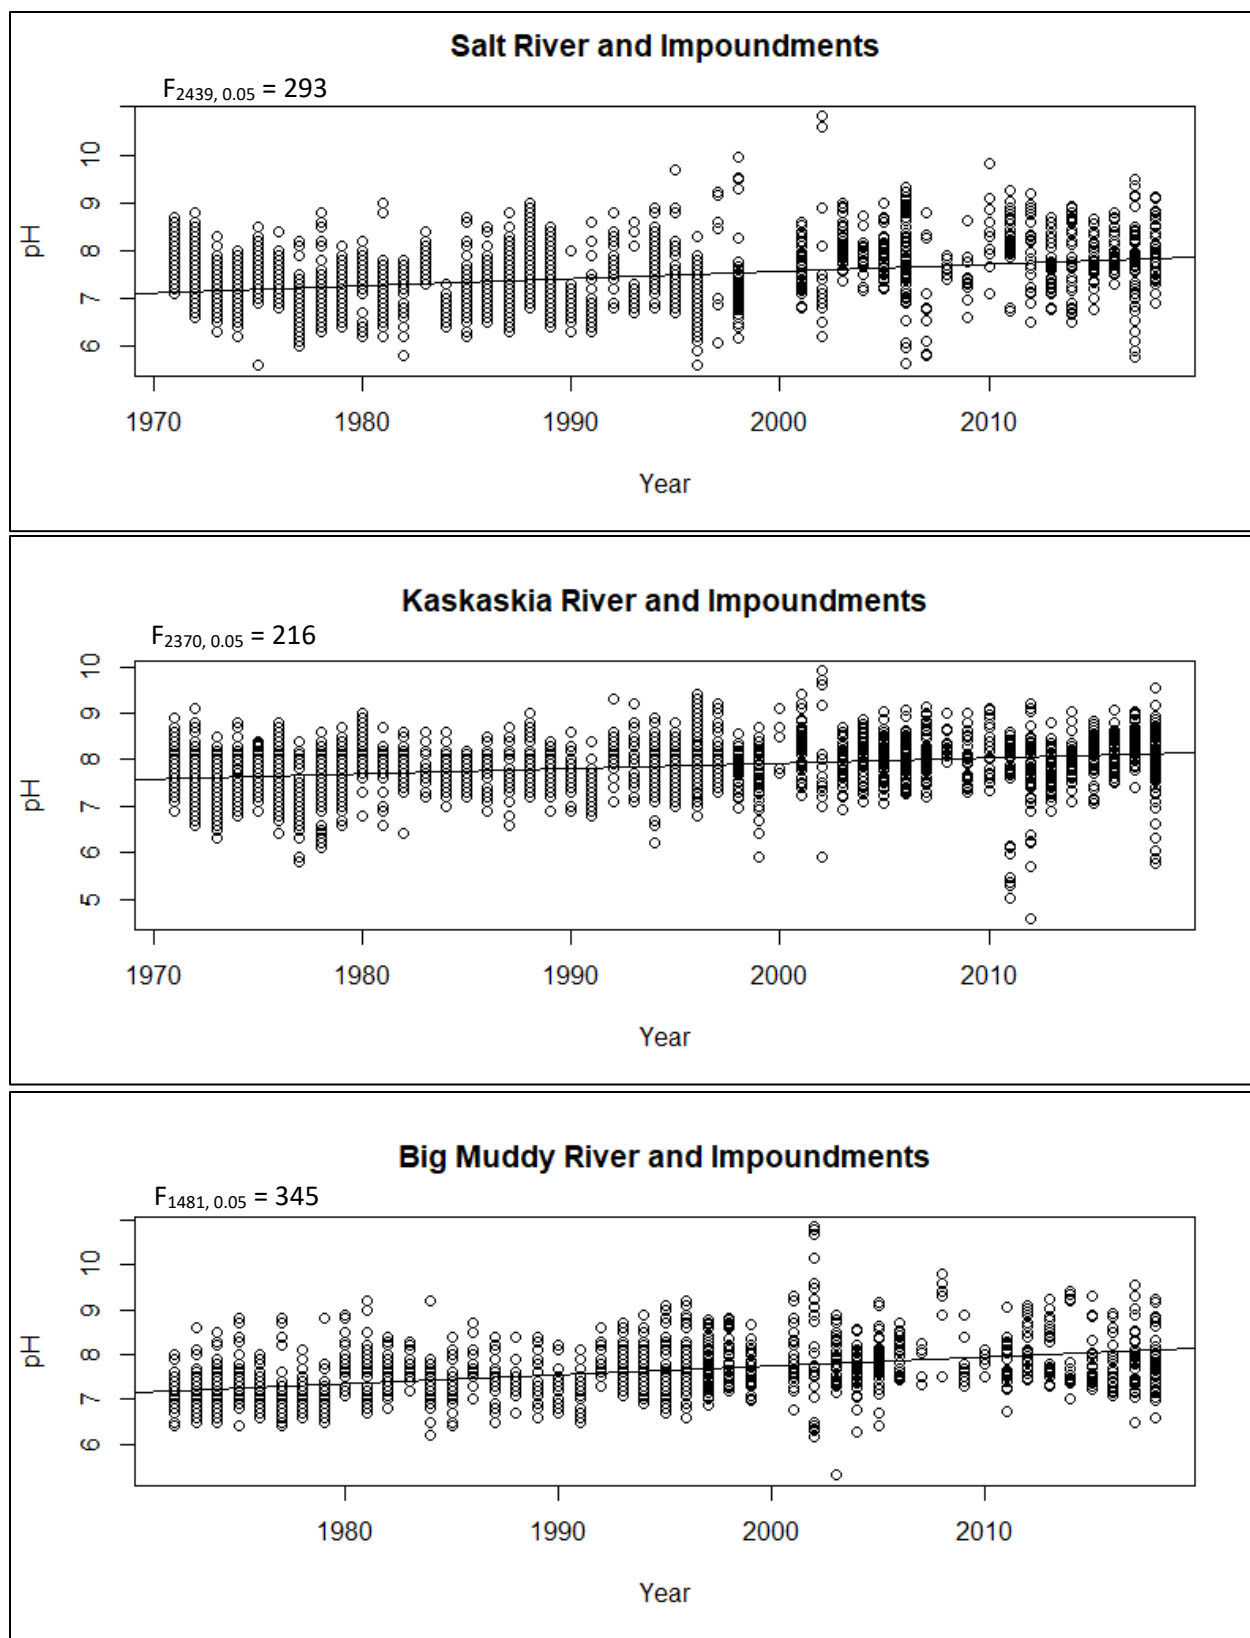 Salt River and Impoundments
F2439, 0.05 = 293
pH
10
9
8
7
6
1970 1980 1990 2000 2010
Year
Kaskaskia River and Impoundments
F2370, 0.05 = 216
pH
10
9
8
7
6
5
1970 1980 1990 2000 2010
Year
Big Muddy River and Impoundments
F1481, 0.05 = 345
pH
10
9
8
7
6
1980 1990 2000 2010
Year